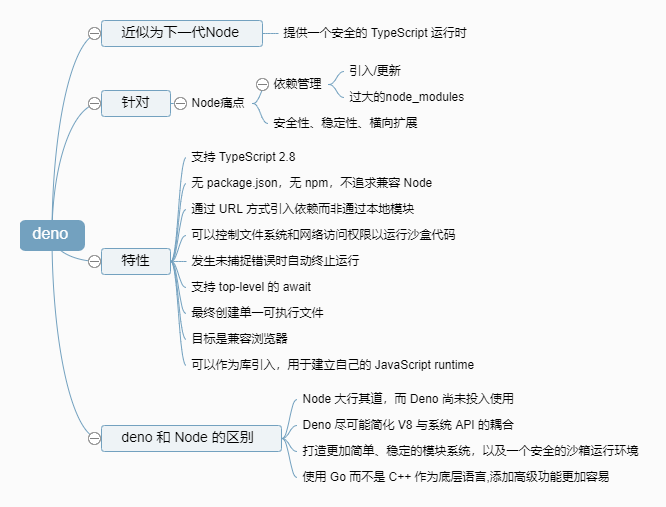 deno
近似为下一代Node
提供一个安全的 TypeScript 运行时
针对
Node痛点
依赖管理
引入/更新
过大的node_modules
安全性、稳定性、横向扩展
特性
支持 TypeScript 2.8
无 package.json，无 npm，不追求兼容 Node
通过 URL 方式引入依赖而非通过本地模块
可以控制文件系统和网络访问权限以运行沙盒代码
发生未捕捉错误时自动终止运行
支持 top-level 的 await
最终创建单一可执行文件
目标是兼容浏览器
可以作为库引入，用于建立自己的 JavaScript runtime
deno 和 Node 的区别
Node 大行其道，而 Deno 尚未投入使用
Deno 尽可能简化 V8 与系统 API 的耦合
打造更加简单、稳定的模块系统，以及一个安全的沙箱运行环境
使用 Go 而不是 C++ 作为底层语言,添加高级功能更加容易